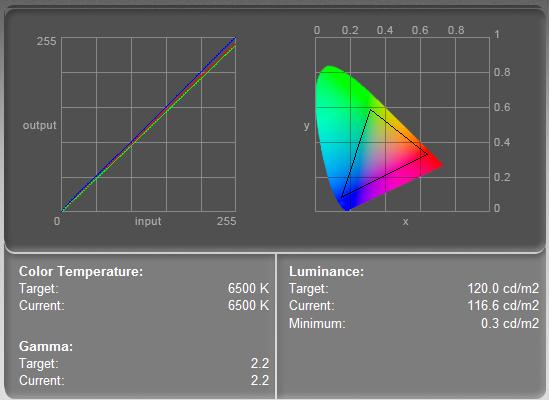 255
output
0 input 255
0 0.2 0.4 0.6 0.8
1
0.8
y 0.6
0.4
0.2
0
x
Color Temperature:
Target: 6500 K
Current: 6500 K
Gamma:
Target: 2.2
Current: 2.2
Luminance:
Target: 120.0 cd/m2
Current: 116.6 cd/m2
Minimum: 0.3 cd/m2